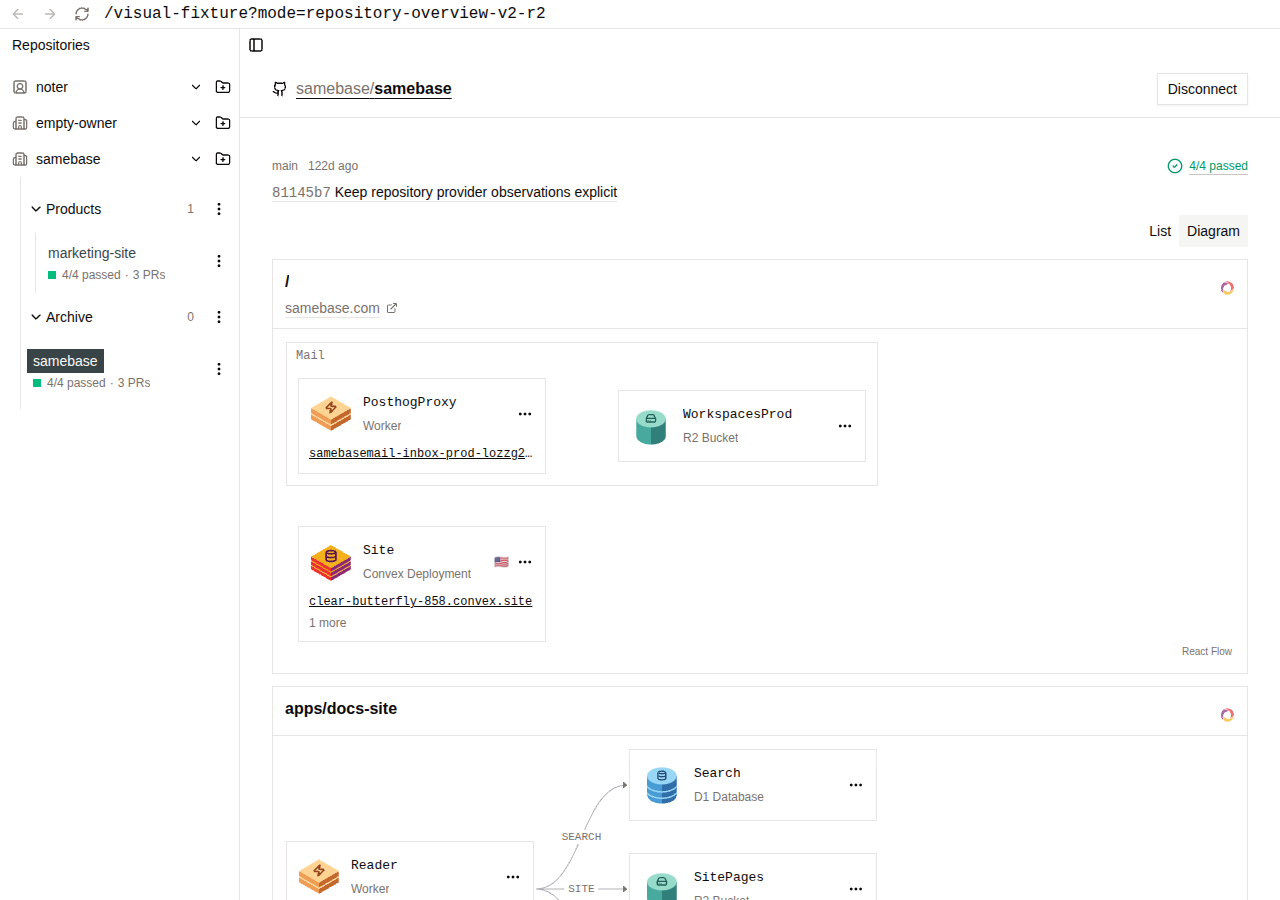 /visual-fixture?mode=repository-overview-v2-r2
Repositories
noter
empty-owner
samebase
Products 1
marketing-site
4/4 passed · 3 PRs
Archive 0
samebase
4/4 passed · 3 PRs
samebase/samebase
Disconnect
main 122d ago
4/4 passed
81145b7 Keep repository provider observations explicit
List Diagram
/
samebase.com
Mail
PosthogProxy
Worker
samebasemail-inbox-prod-lozzg2…
WorkspacesProd
R2 Bucket
Site
Convex Deployment
clear-butterfly-858.convex.site
1 more
React Flow
apps/docs-site
Search
D1 Database
SEARCH
Reader
Worker
SITE
SitePages
R2 Bucket